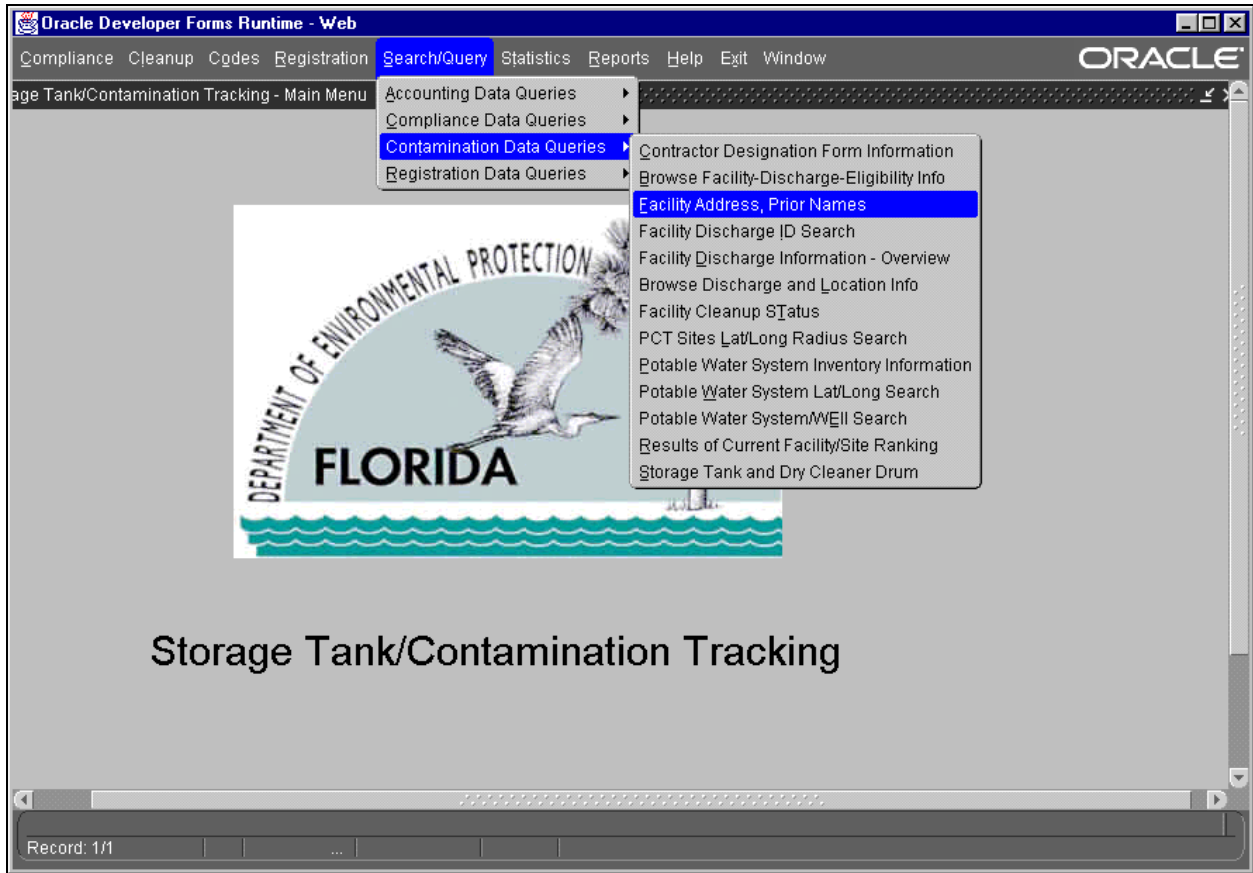 Oracle Developer Forms Runtime - Web
Compliance Cleanup Codes Registration Search/Query Statistics Reports Help Exit Window ORACLE
age Tank/Contamination Tracking - Main Menu
Accounting Data Queries
Compliance Data Queries
Contamination Data Queries
Registration Data Queries
Contractor Designation Form Information
Browse Facility-Discharge-Eligibility Info
Facility Address, Prior Names
Facility Discharge ID Search
Facility Discharge Information - Overview
Browse Discharge and Location Info
Facility Cleanup STatus
PCT Sites Lat/Long Radius Search
Potable Water System Inventory Information
Potable Water System Lat/Long Search
Potable Water System/WEll Search
Results of Current Facility/Site Ranking
Storage Tank and Dry Cleaner Drum
DEPARTMENT OF ENVIRONMENTAL PROTECTION
FLORIDA
Storage Tank/Contamination Tracking
Record: 1/1
...